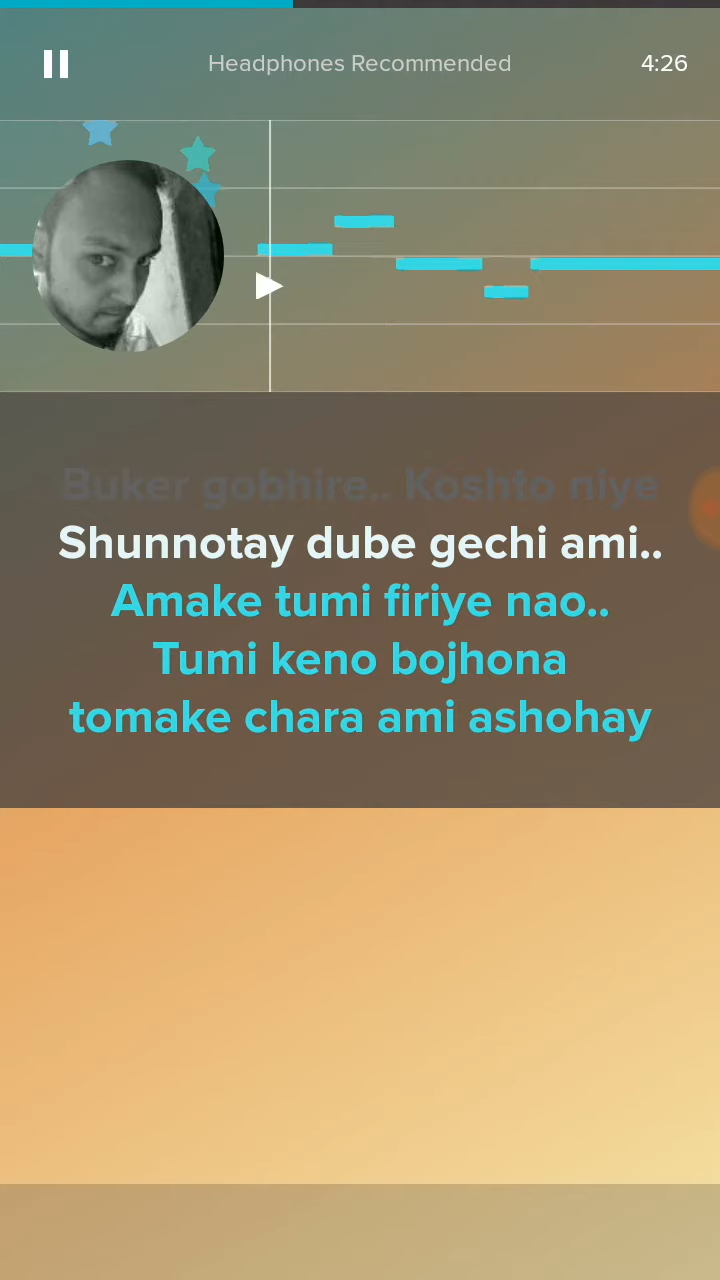 Headphones Recommended
4:26
Buker gobhire.. Koshto niye
Shunnotay dube gechi ami..
Amake tumi firiye nao..
Tumi keno bojhona
tomake chara ami ashohay